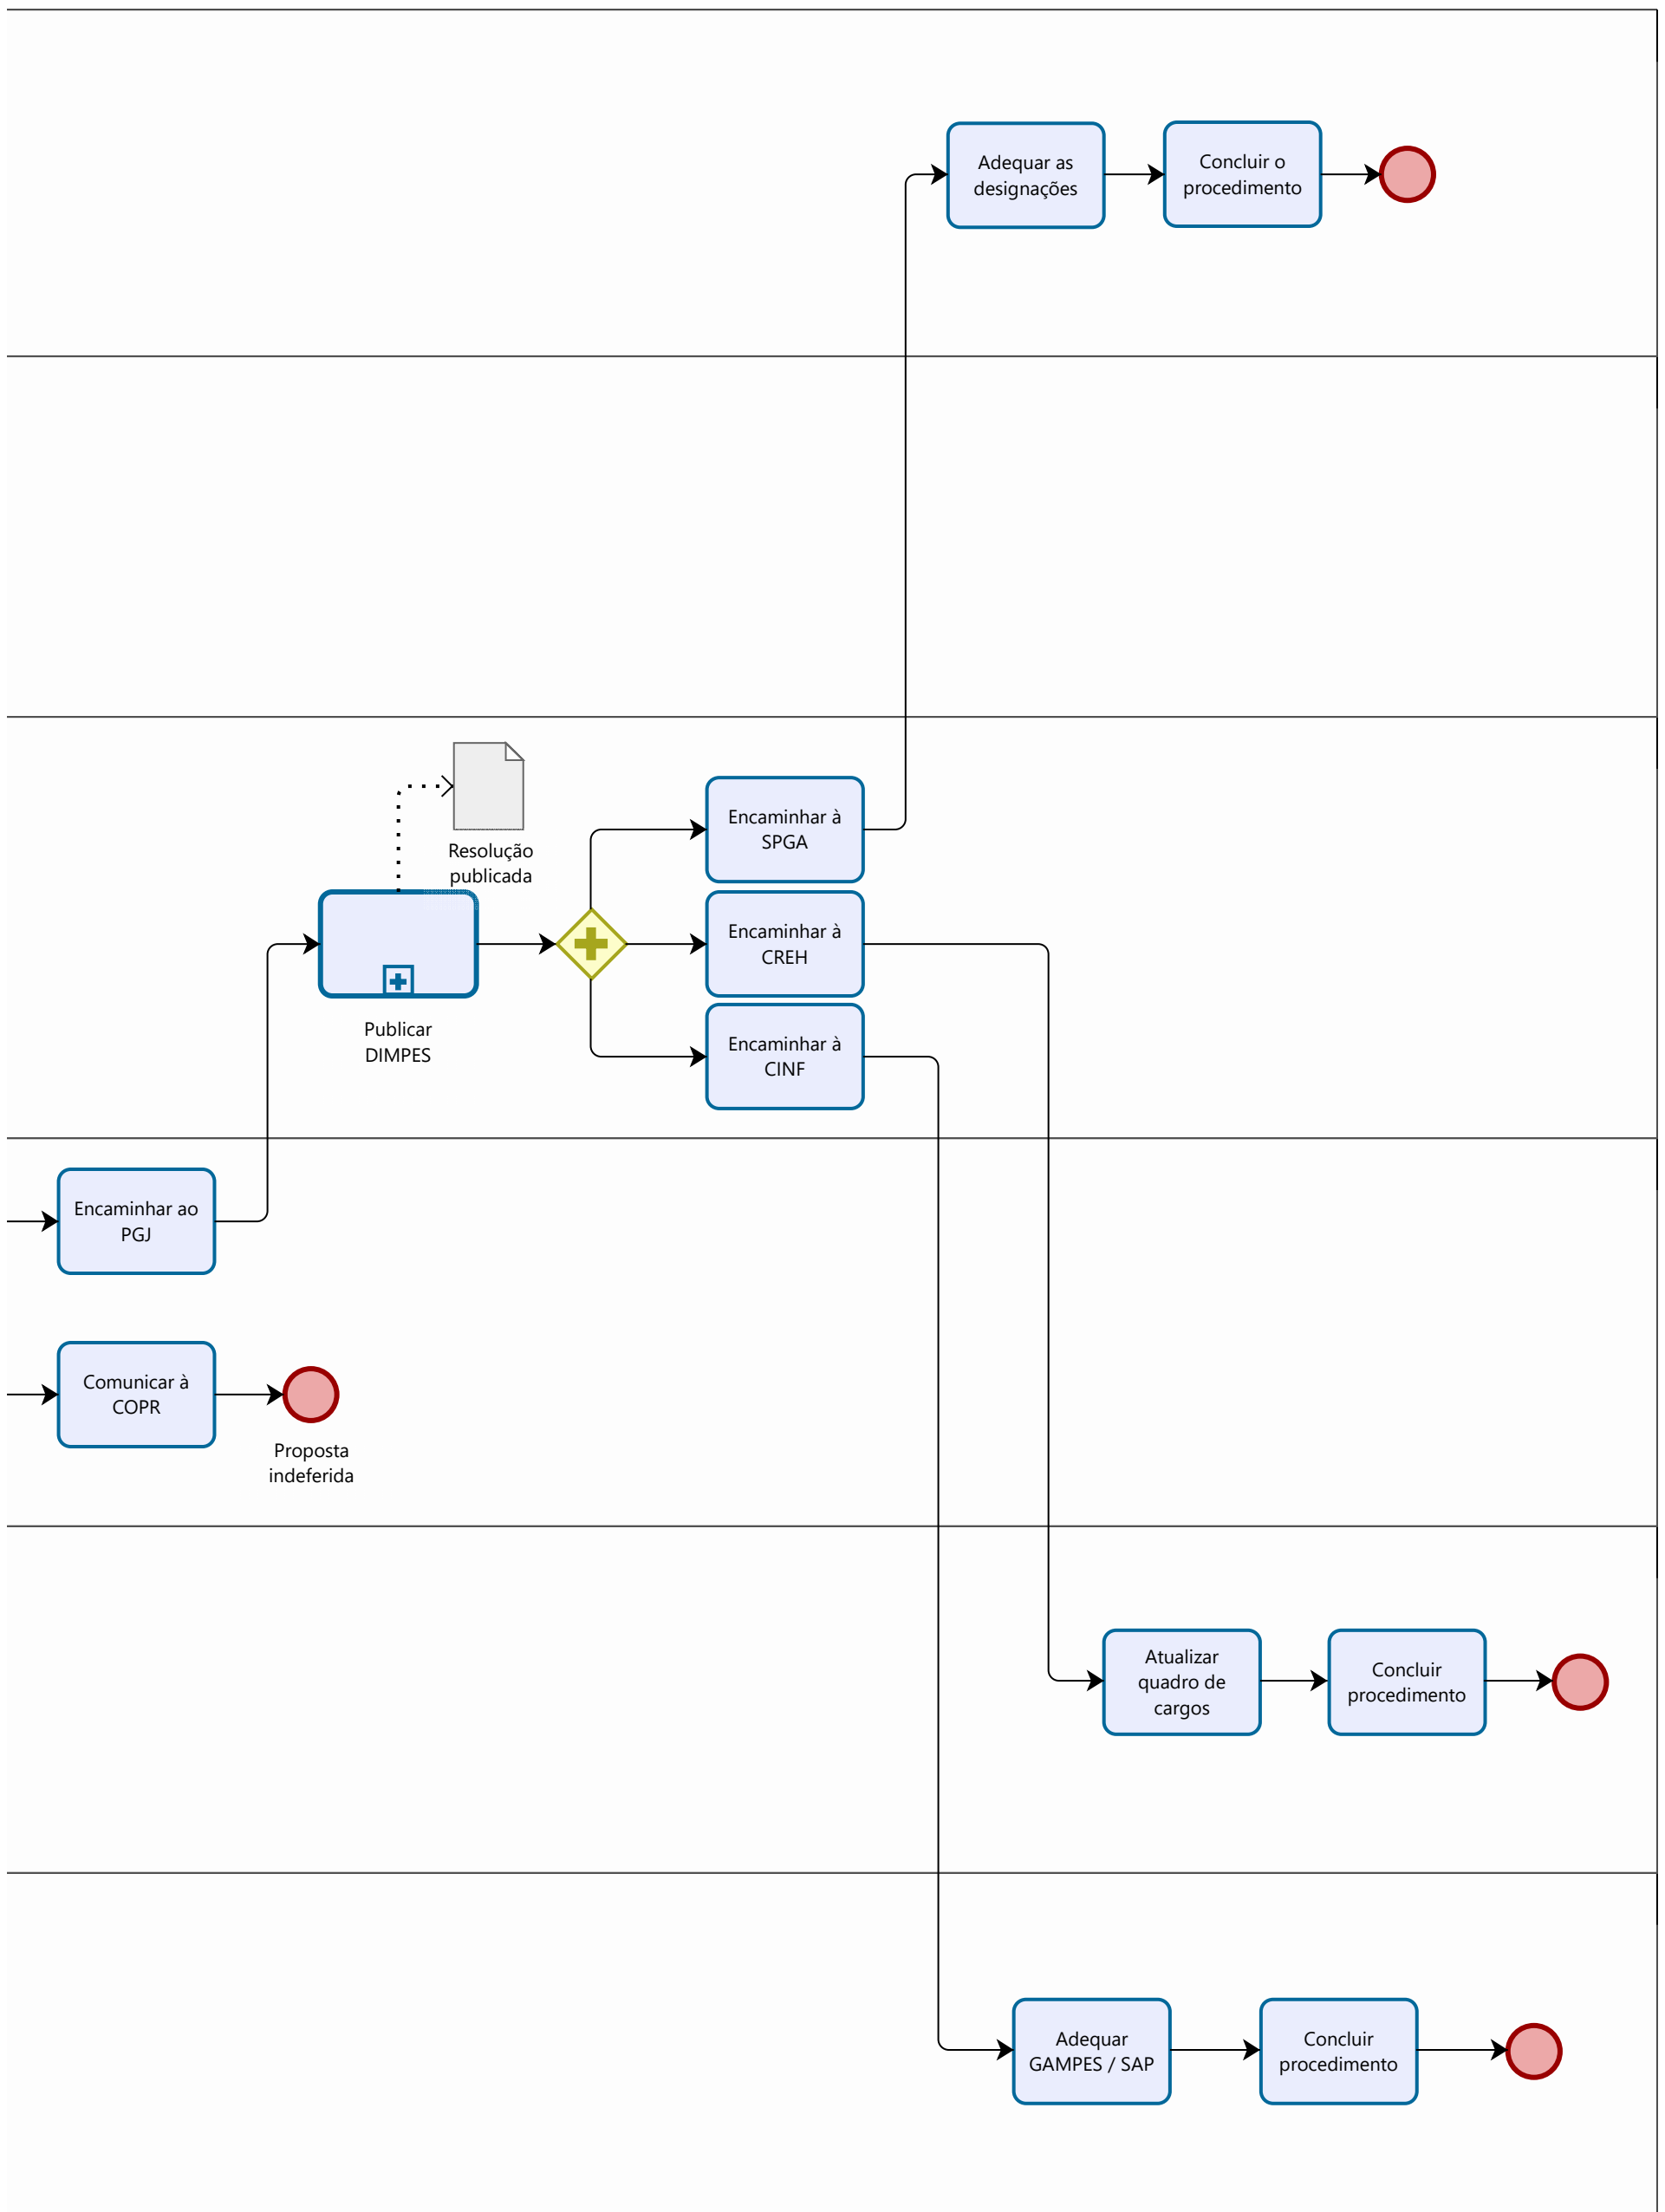 Adequar as
designações
Concluir o
procedimento
Resolução
publicada
Publicar
DIMPES
Encaminhar à
SPGA
Encaminhar à
CREH
Encaminhar à
CINF
Encaminhar ao
PGJ
Comunicar à
COPR
Proposta
indeferida
Atualizar
quadro de
cargos
Concluir
procedimento
Adequar
GAMPES / SAP
Concluir
procedimento